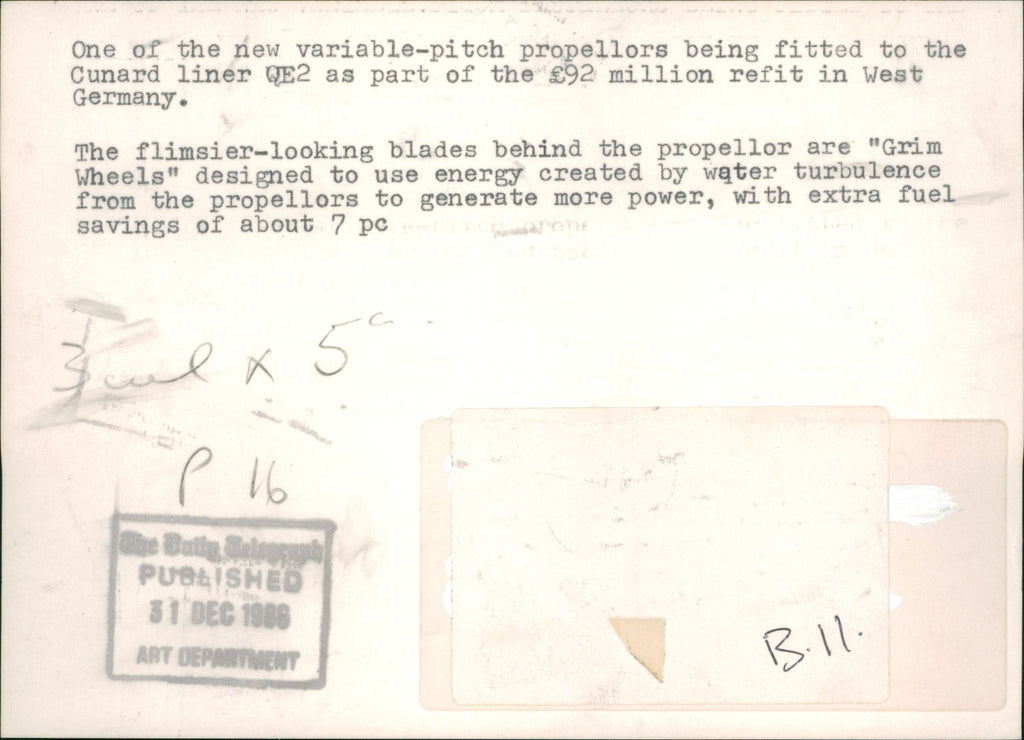 One of the new variable-pitch propellors being fitted to the
Cunard liner QE2 as part of the £92 million refit in West
Germany.
The flimsier-looking blades behind the propellor are "Grim
Wheels" designed to use energy created by water turbulence
from the propellors to generate more power, with extra fuel
savings of about 7 pc
x 5
P 16
The Daily Telegraph
PUBLISHED
31 DEC 1986
ART DEPARTMENT
B.11.